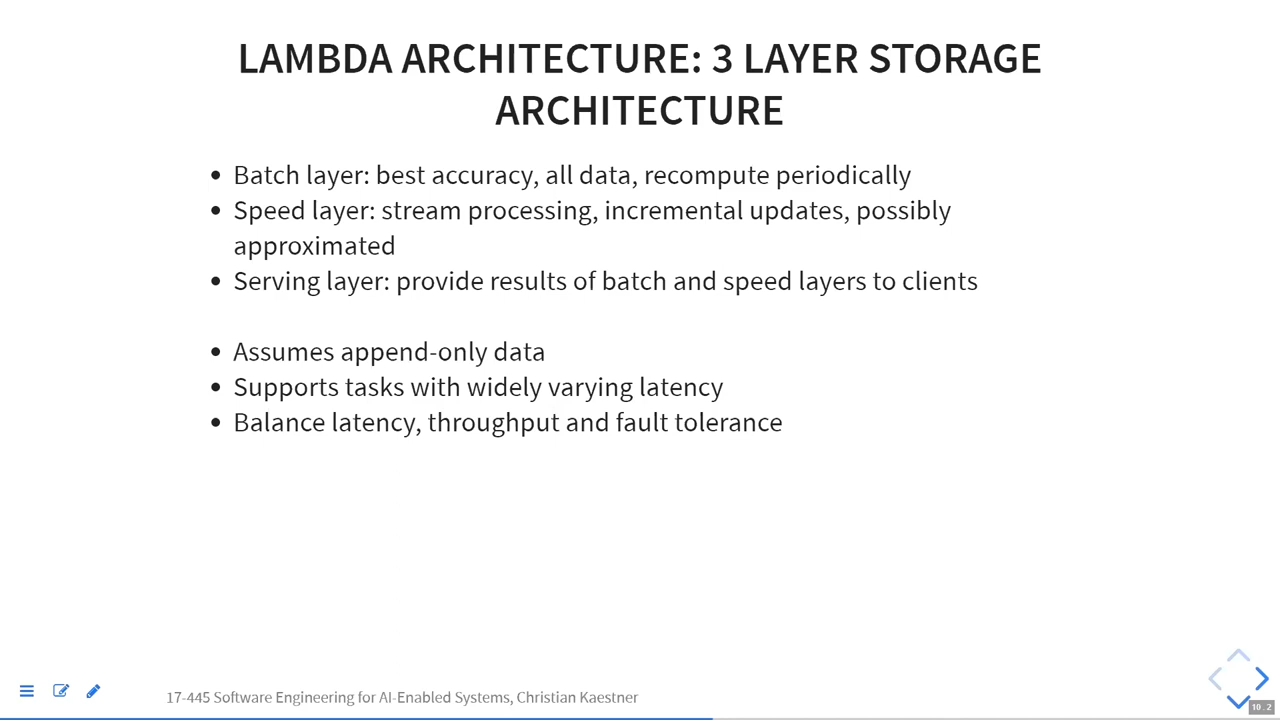 LAMBDA ARCHITECTURE: 3 LAYER STORAGE
ARCHITECTURE
• Batch layer: best accuracy, all data, recompute periodically
• Speed layer: stream processing, incremental updates, possibly
approximated
• Serving layer: provide results of batch and speed layers to clients
• Assumes append-only data
• Supports tasks with widely varying latency
• Balance latency, throughput and fault tolerance
17-445 Software Engineering for AI-Enabled Systems, Christian Kaestner
10.2